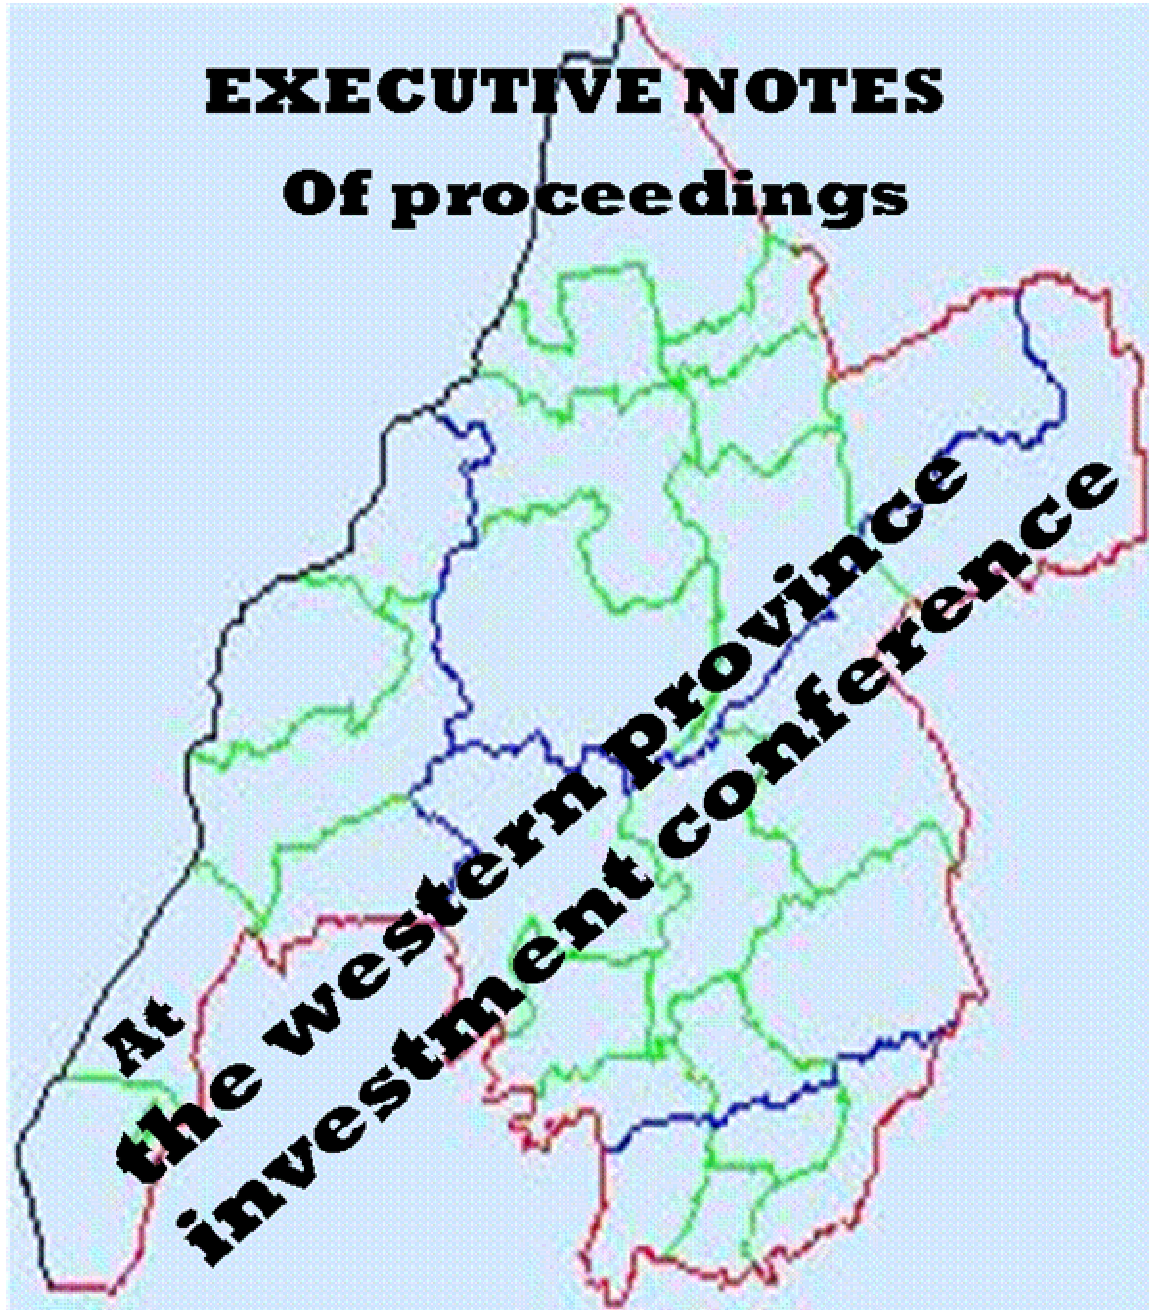 EXECUTIVE NOTES
Of proceedings
At
the western province
investment conference